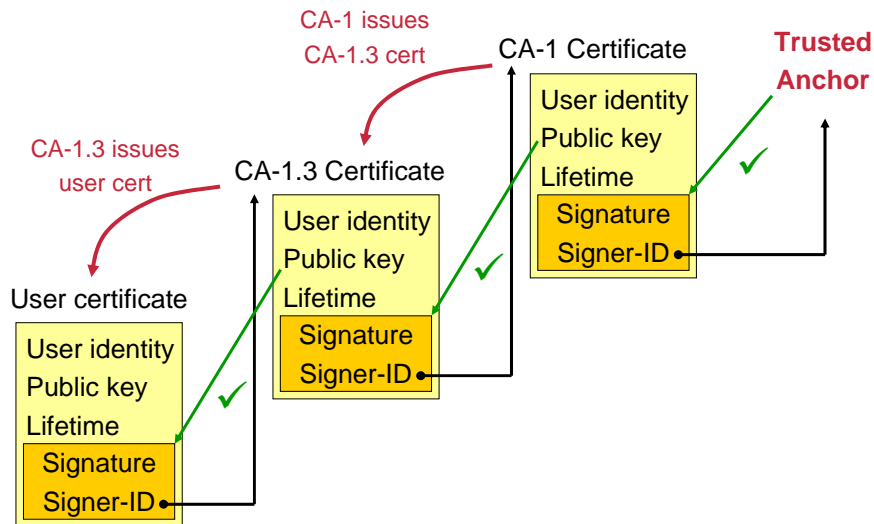 CA-1 issues
CA-1.3 cert
CA-1 Certificate
Trusted
Anchor
User identity
Public key
Lifetime
Signature
Signer-ID
CA-1.3 issues
user cert
CA-1.3 Certificate
User identity
Public key
Lifetime
Signature
Signer-ID
User certificate
User identity
Public key
Lifetime
Signature
Signer-ID